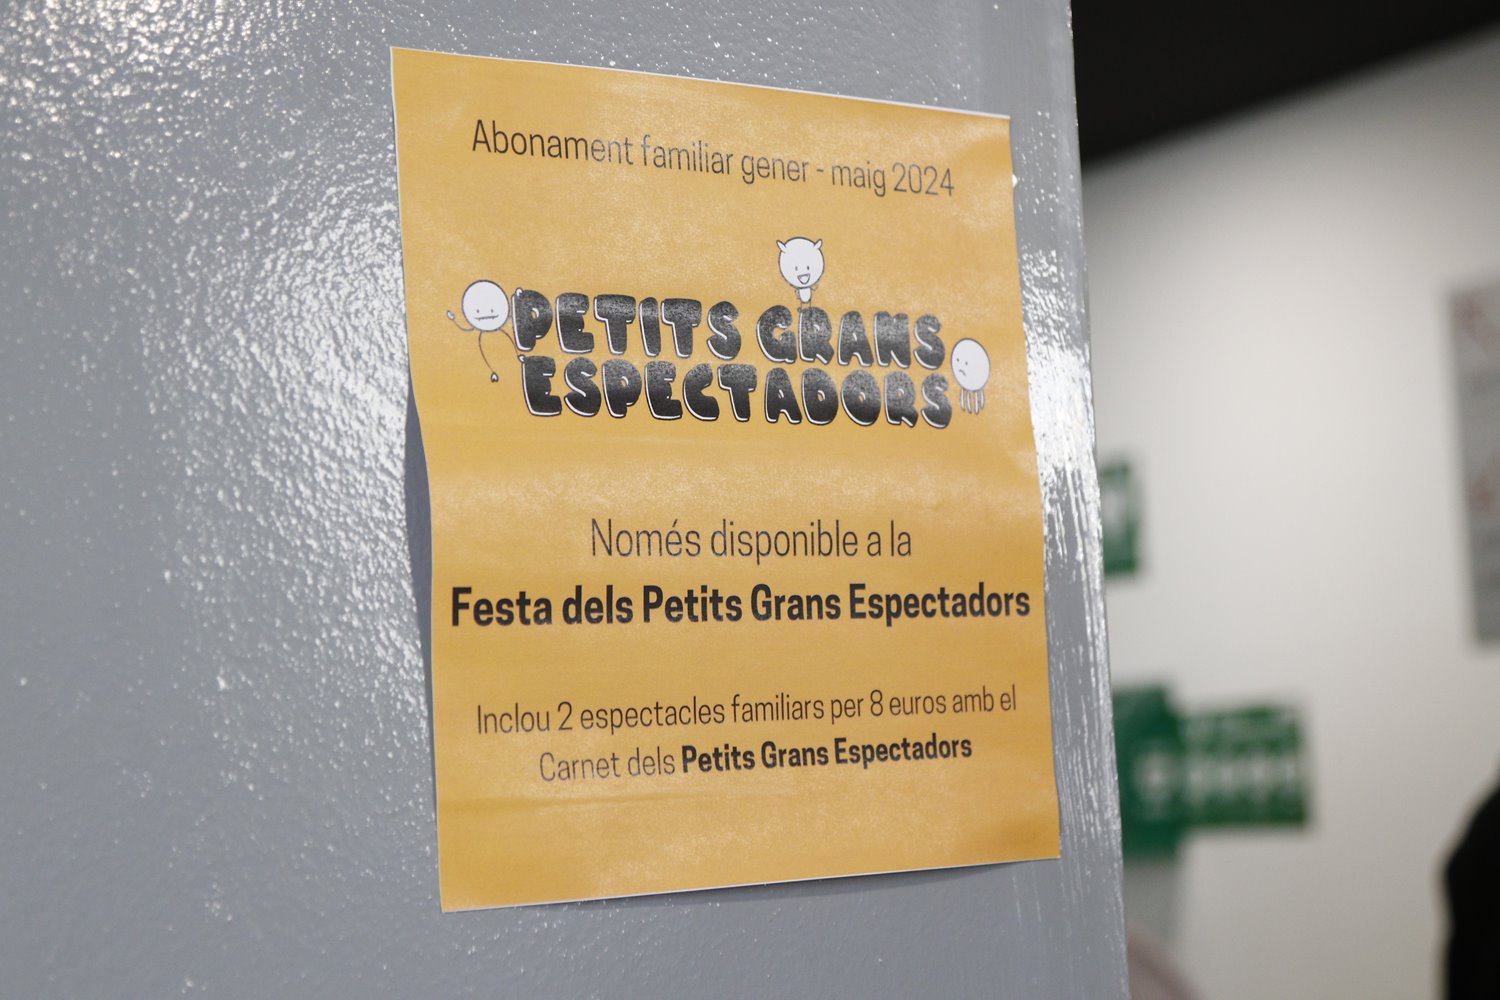 Abonament familiar gener - maig 2024
PETITS GRANS
ESPECTADORS
Només disponible a la
Festa dels Petits Grans Espectadors
Inclou 2 espectacles familiars per 8 euros amb el
Carnet dels Petits Grans Espectadors